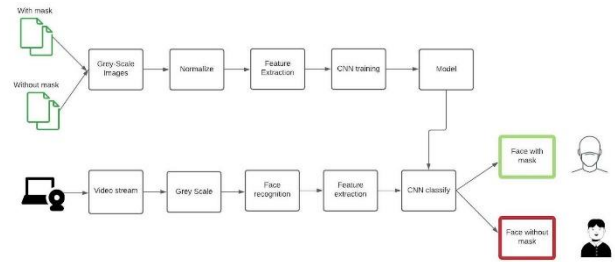 With mask
Without mask
Grey-Scale
Images
Normalize
Feature
Extraction
CNN training
Model
Video stream
Grey Scale
Face
recognition
Feature
extraction
CNN classify
Face with
mask
Face without
mask